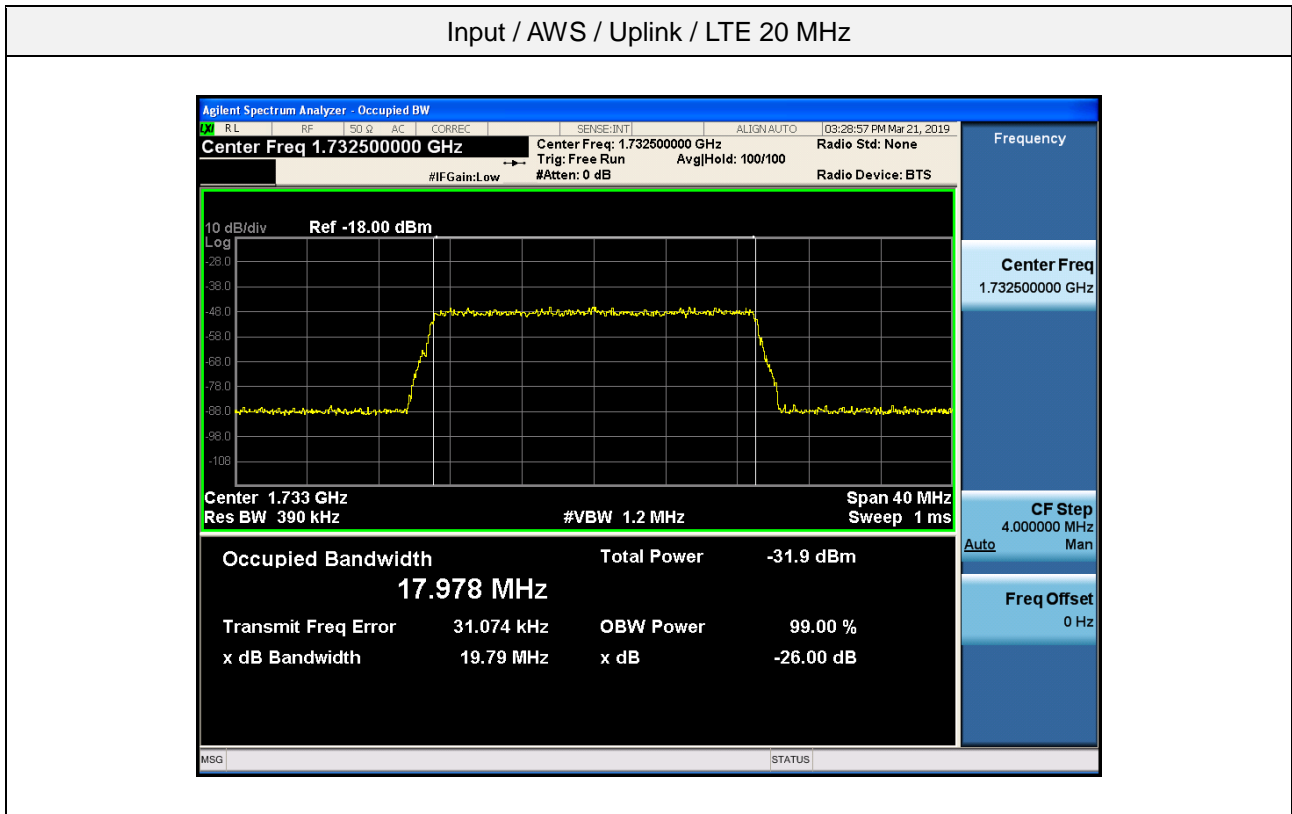 Input / AWS / Uplink / LTE 20 MHz
Agilent Spectrum Analyzer - Occupied BW
LXI RL RF 50 Ω AC CORREC SENSE:INT ALIGN AUTO 03:28:57 PM Mar 21, 2019
Center Freq 1.732500000 GHz
Center Freq: 1.732500000 GHz
Radio Std: None
Trig: Free Run Avg|Hold: 100/100
#IFGain:Low #Atten: 0 dB Radio Device: BTS
Frequency
10 dB/div Ref -18.00 dBm
Log
-28.0
-38.0
-48.0
-58.0
-68.0
-78.0
-88.0
-98.0
-108
Center 1.733 GHz Span 40 MHz
Res BW 390 kHz #VBW 1.2 MHz Sweep 1 ms
Center Freq
1.732500000 GHz
CF Step
4.000000 MHz
Auto Man
Freq Offset
0 Hz
Occupied Bandwidth Total Power -31.9 dBm
17.978 MHz
Transmit Freq Error 31.074 kHz OBW Power 99.00 %
x dB Bandwidth 19.79 MHz x dB -26.00 dB
MSG STATUS